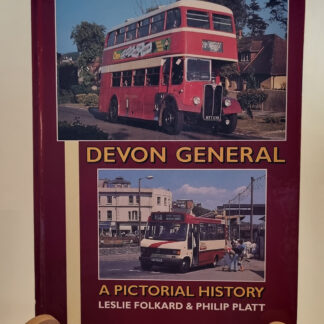 DEVON GENERAL
A PICTORIAL HISTORY
LESLIE FOLKARD & PHILIP PLATT